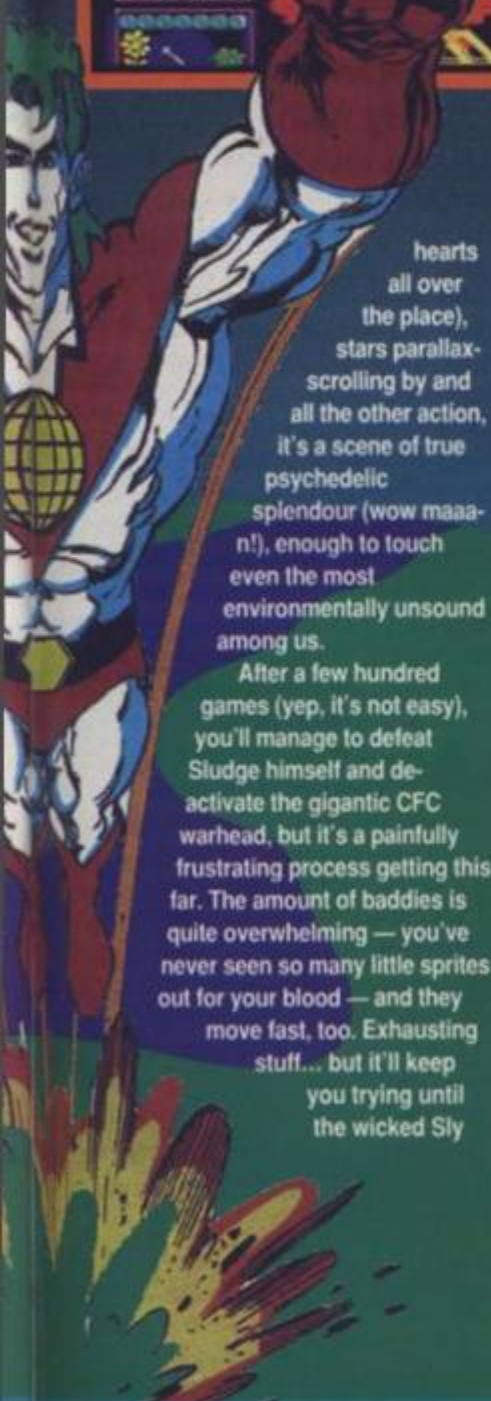 hearts
all over
the place),
stars parallax-
scrolling by and
all the other action,
it's a scene of true
psychedelic
splendour (wow maaa-
n!), enough to touch
even the most
environmentally unsound
among us.
After a few hundred
games (yep, it's not easy),
you'll manage to defeat
Sludge himself and de-
activate the gigantic CFC
warhead, but it's a painfully
frustrating process getting this
far. The amount of baddies is
quite overwhelming — you've
never seen so many little sprites
out for your blood — and they
move fast, too. Exhausting
stuff... but it'll keep
you trying until
the wicked Sly